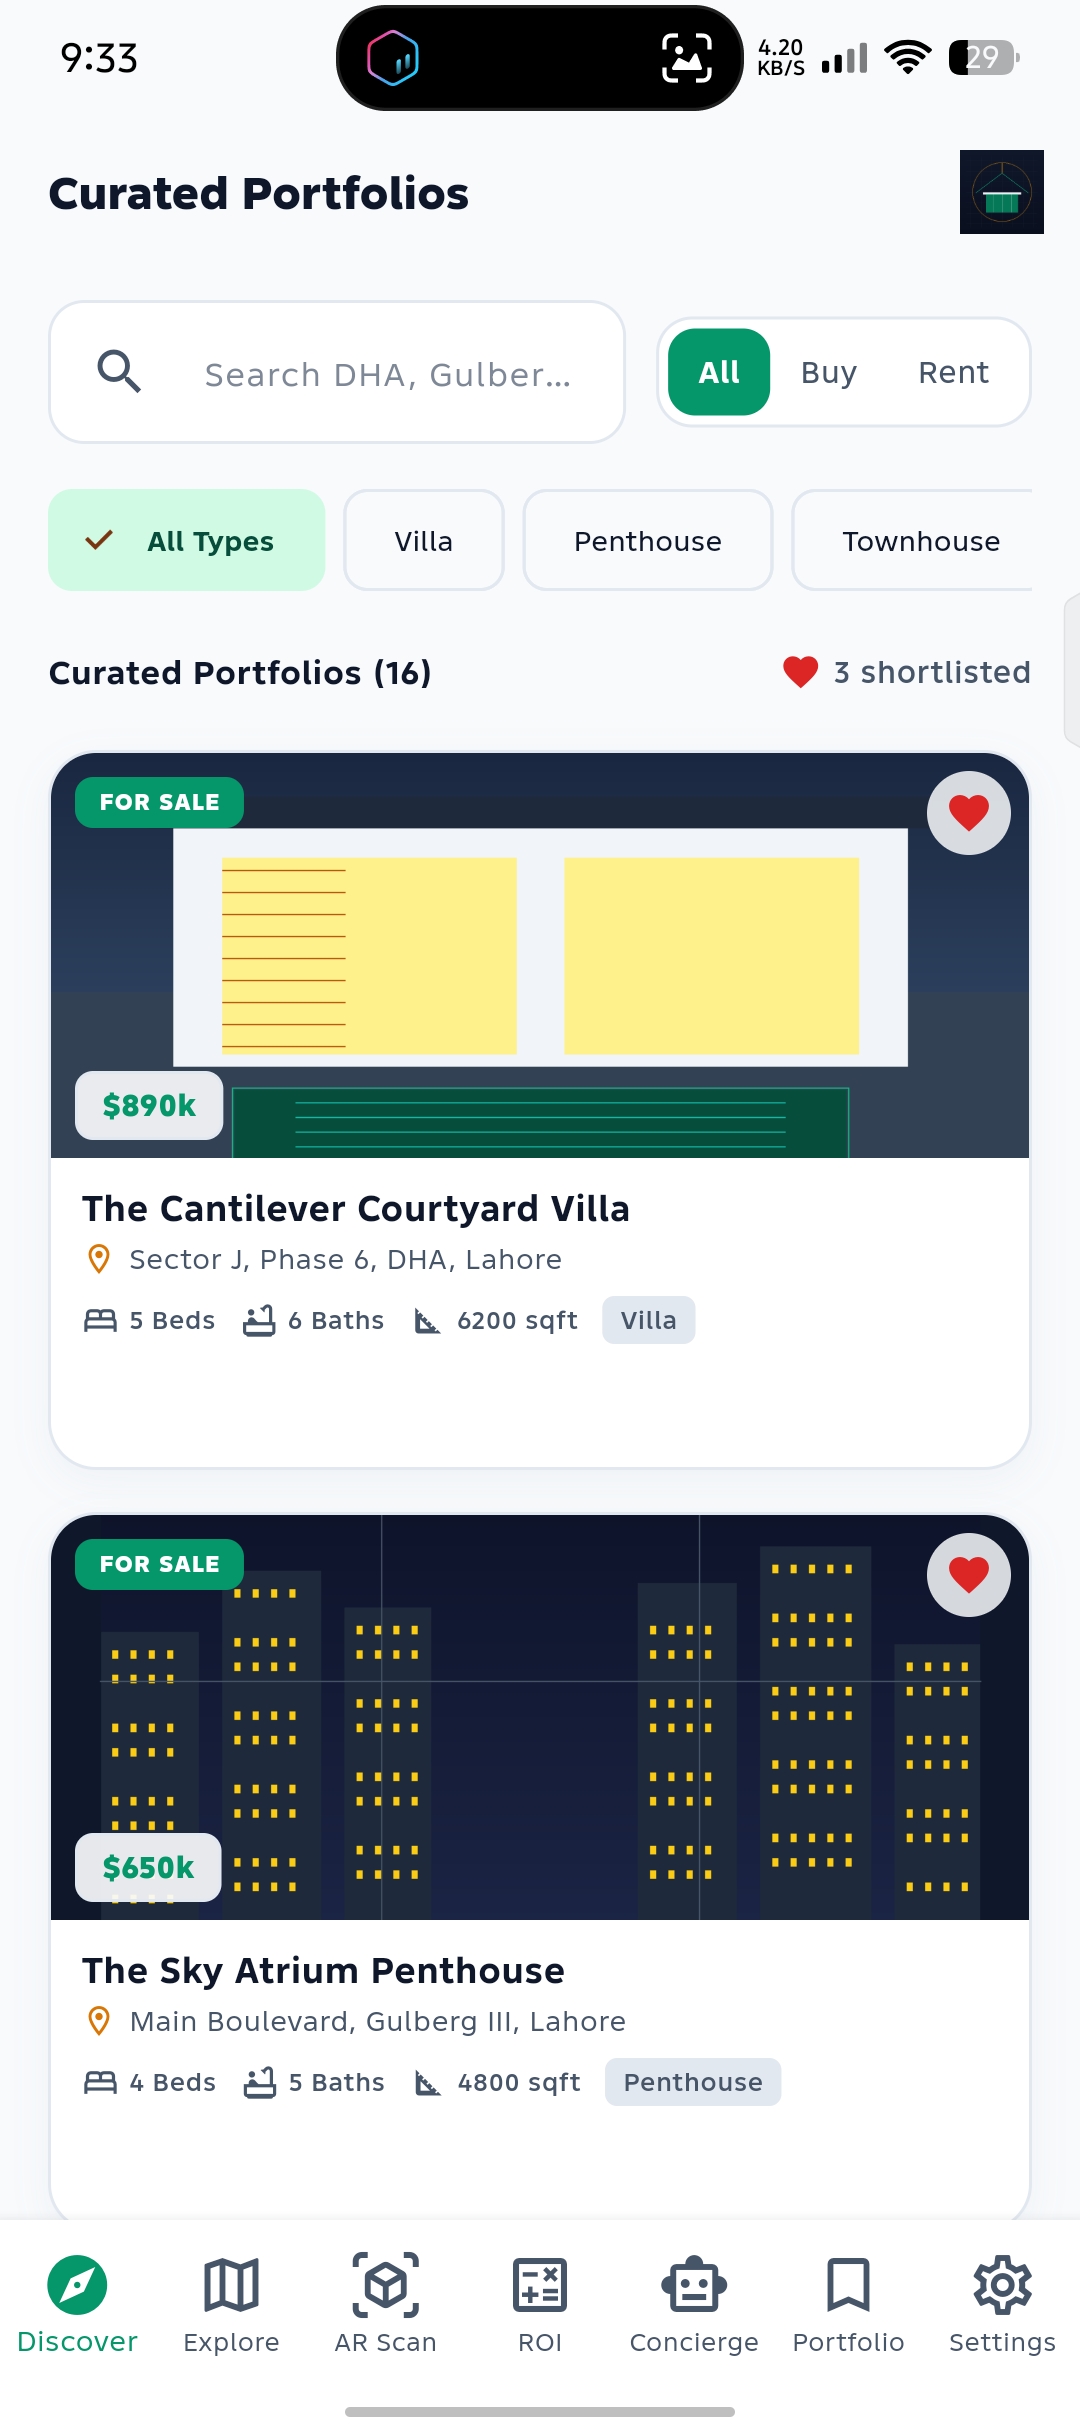 9:33
4.20
KB/S
29
Curated Portfolios
Search DHA, Gulber...
All
Buy
Rent
All Types
Villa
Penthouse
Townhouse
Curated Portfolios (16)
3 shortlisted
FOR SALE
$890k
The Cantilever Courtyard Villa
Sector J, Phase 6, DHA, Lahore
5 Beds
6 Baths
6200 sqft
Villa
FOR SALE
$650k
The Sky Atrium Penthouse
Main Boulevard, Gulberg III, Lahore
4 Beds
5 Baths
4800 sqft
Penthouse
Discover
Explore
AR Scan
ROI
Concierge
Portfolio
Settings